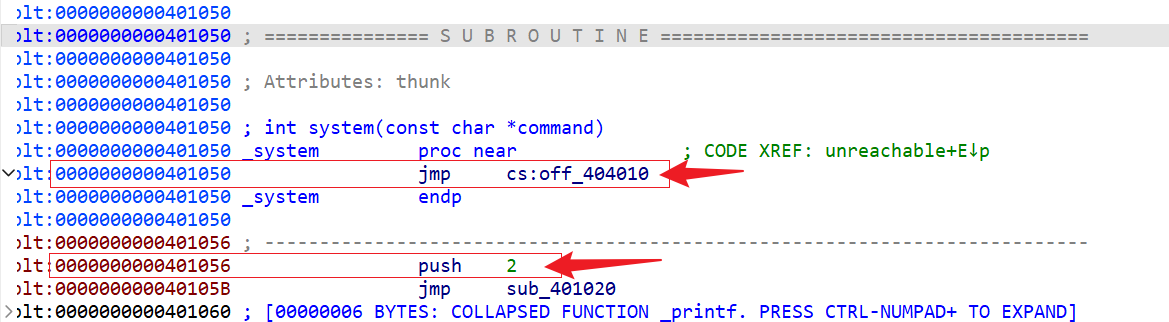 plt:0000000000401050
plt:0000000000401050 ; =============== S U B R O U T I N E =======================================
plt:0000000000401050
plt:0000000000401050 ; Attributes: thunk
plt:0000000000401050
plt:0000000000401050 ; int system(const char *command)
plt:0000000000401050 _system proc near ; CODE XREF: unreachable+E↓p
plt:0000000000401050 jmp cs:off_404010
plt:0000000000401050 _system endp
plt:0000000000401050
plt:0000000000401056 ; ---------------------------------------------------------------------------
plt:0000000000401056 push 2
plt:000000000040105B jmp sub_401020
plt:0000000000401060 ; [00000006 BYTES: COLLAPSED FUNCTION _printf. PRESS CTRL-NUMPAD+ TO EXPAND]